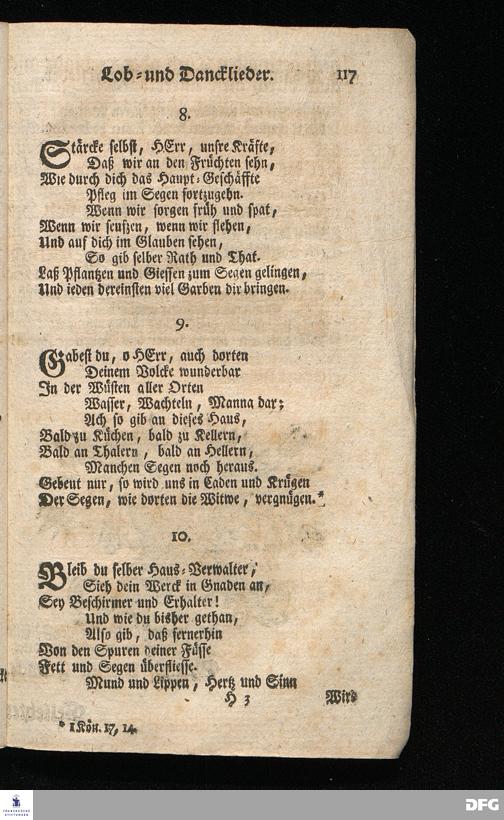 Lob-und Dancklieder. 117
8.
Stärcke selbst, HErr, unsre Kräfte,
Daß wir an den Früchten sehn,
Wie durch dich das Haupt-Geschäffte
Pfleg im Segen fortzugehn.
Wenn wir sorgen früh und spat,
Wenn wir seufzen, wenn wir flehen,
Und auf dich im Glauben sehen,
So gib selber Rath und That.
Laß Pflantzen und Giessen zum Segen gelingen,
Und ieden dereinsten viel Garben dir bringen.
9.
Gabest du, o HErr, auch dorten
Deinem Volcke wunderbar
In der Wüsten aller Orten
Wasser, Wachteln, Manna dar;
Ach so gib an dieses Haus,
Bald zu Küchen, bald zu Kellern,
Bald an Thalern, bald an Hellern,
Manchen Segen noch heraus.
Gebeut nur, so wird uns in Caden und Krügen
Der Segen, wie dorten die Witwe, vergnügen.*
10.
Bleib du selber Haus-Verwalter,
Sieh dein Werck in Gnaden an,
Sey Beschirmer und Erhalter!
Und wie du bisher gethan,
Also gib, daß fernerhin
Von den Spuren deiner Füsse
Fett und Segen überfliesse.
Mund und Lippen, Hertz und Sinn
H 3 Wird
* 1 Kön. 17, 14.
FRANCKESCHE STIFTUNGEN
DFG